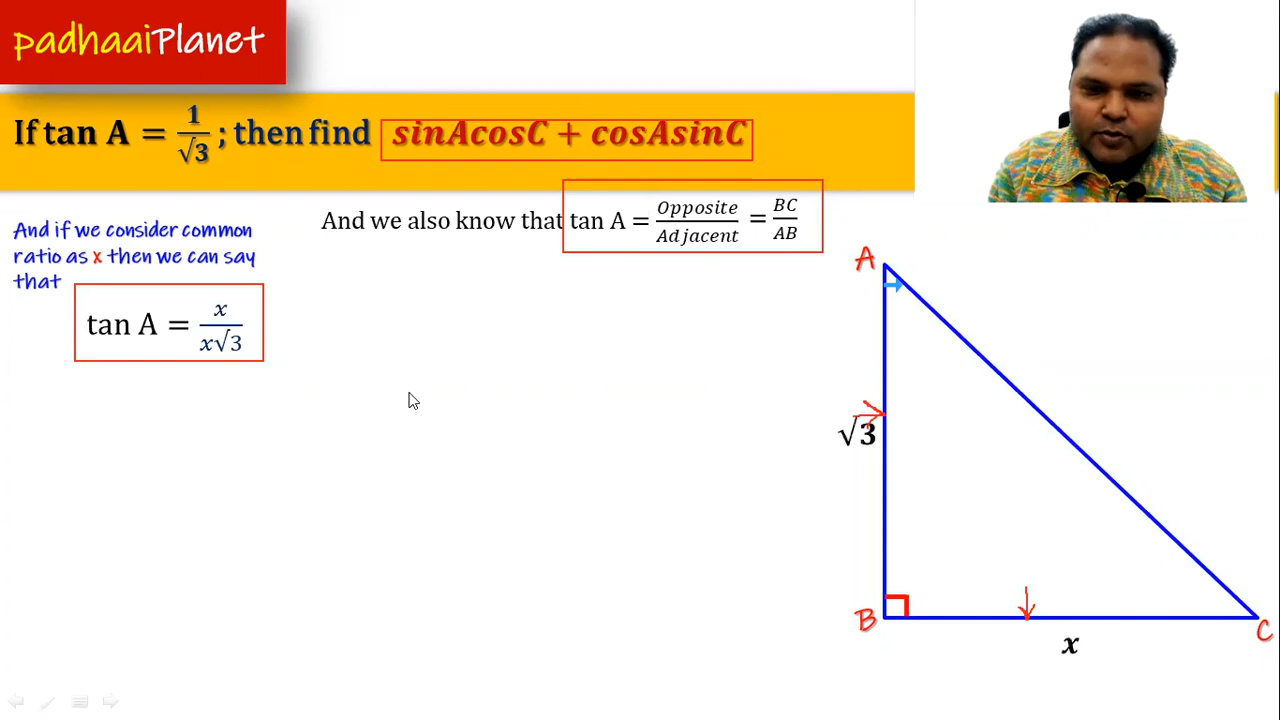 padhaaiPlanet
If tan A = 1/√3 ; then find sinAcosC + cosAsinC
And we also know that tan A = Opposite/Adjacent = BC/AB
And if we consider common
ratio as x then we can say
that
tan A = x/x√3
A
√3
B
C
x